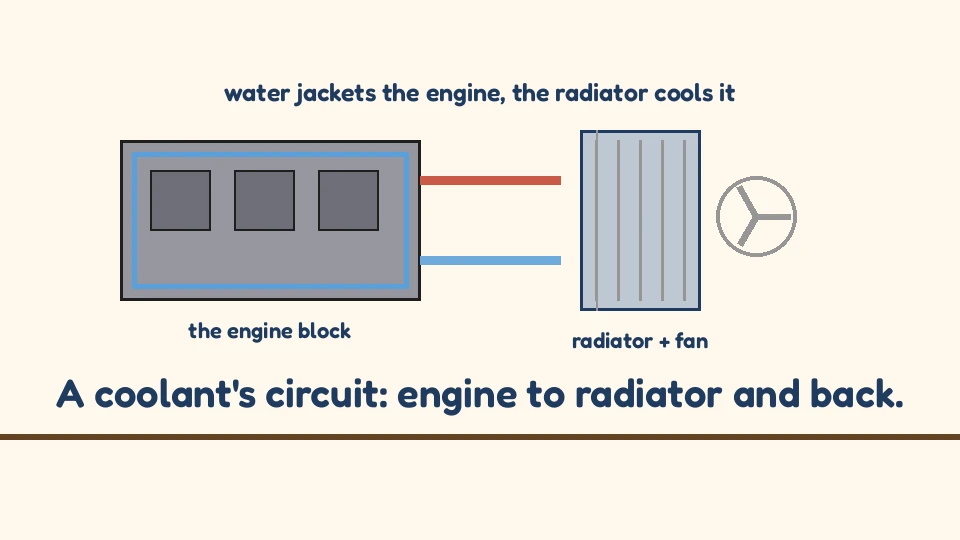 water jackets the engine, the radiator cools it
the engine block
radiator + fan
A coolant's circuit: engine to radiator and back.